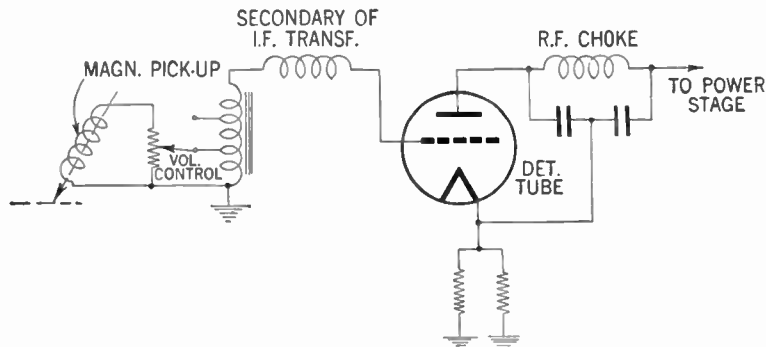 SECONDARY OF
I.F. TRANSF.
R.F. CHOKE
MAGN. PICK-UP
TO POWER
STAGE
VOL.
CONTROL
DET.
TUBE